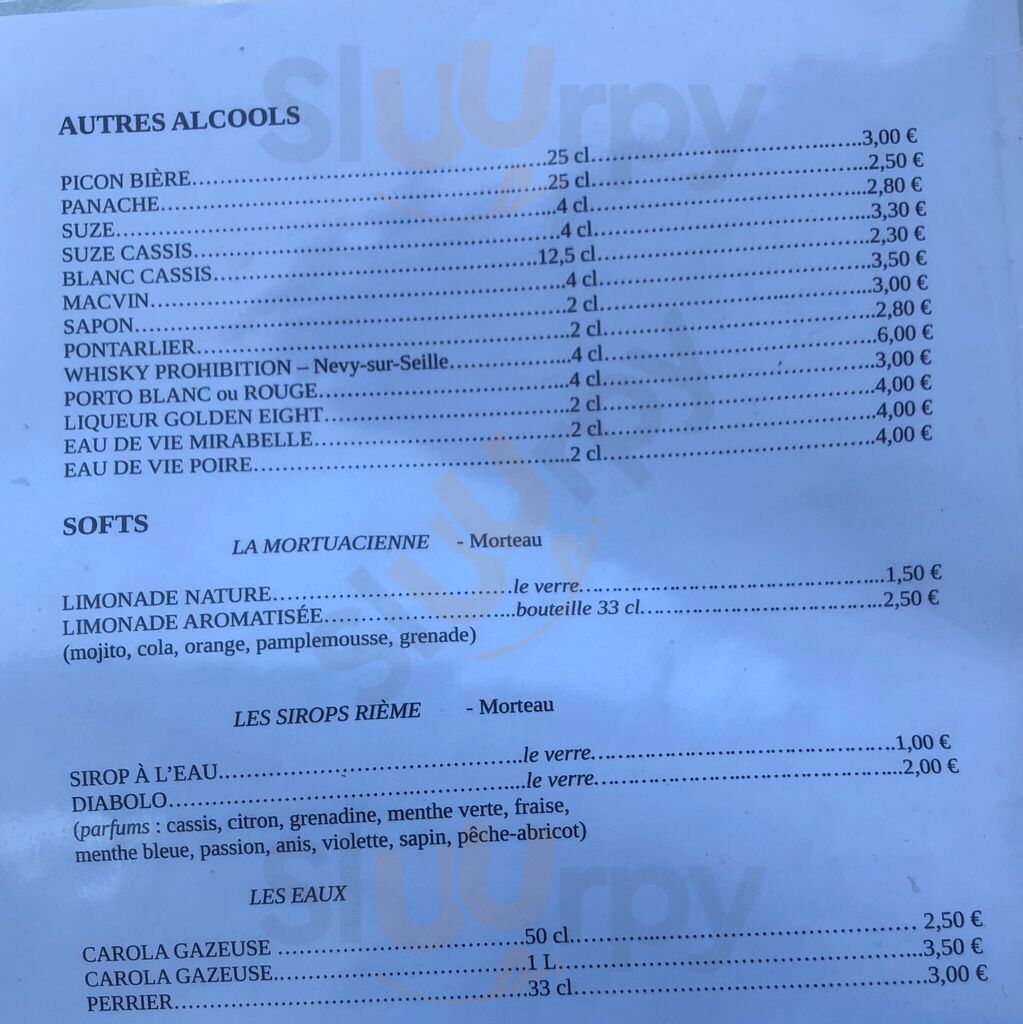 AUTRES ALCOOLS
PICON BIÈRE 25 cl 3,00 €
PANACHE 25 cl 2,50 €
SUZE 4 cl 2,80 €
SUZE CASSIS 4 cl 3,30 €
BLANC CASSIS 12,5 cl 2,30 €
MACVIN 4 cl 3,50 €
SAPON 2 cl 3,00 €
PONTARLIER 2 cl 2,80 €
WHISKY PROHIBITION – Nevy-sur-Seille 4 cl 6,00 €
PORTO BLANC ou ROUGE 4 cl 3,00 €
LIQUEUR GOLDEN EIGHT 2 cl 4,00 €
EAU DE VIE MIRABELLE 2 cl 4,00 €
EAU DE VIE POIRE 2 cl 4,00 €
SOFTS
LA MORTUACIENNE - Morteau
LIMONADE NATURE le verre 1,50 €
LIMONADE AROMATISÉE bouteille 33 cl 2,50 €
(mojito, cola, orange, pamplemousse, grenade)
LES SIROPS RIÈME - Morteau
SIROP À L'EAU le verre 1,00 €
DIABOLO le verre 2,00 €
(parfums : cassis, citron, grenadine, menthe verte, fraise,
menthe bleue, passion, anis, violette, sapin, pêche-abricot)
LES EAUX
CAROLA GAZEUSE 50 cl 2,50 €
CAROLA GAZEUSE 1 L 3,50 €
PERRIER 33 cl 3,00 €
Sluurpy
Sluurpy
Sluurpy